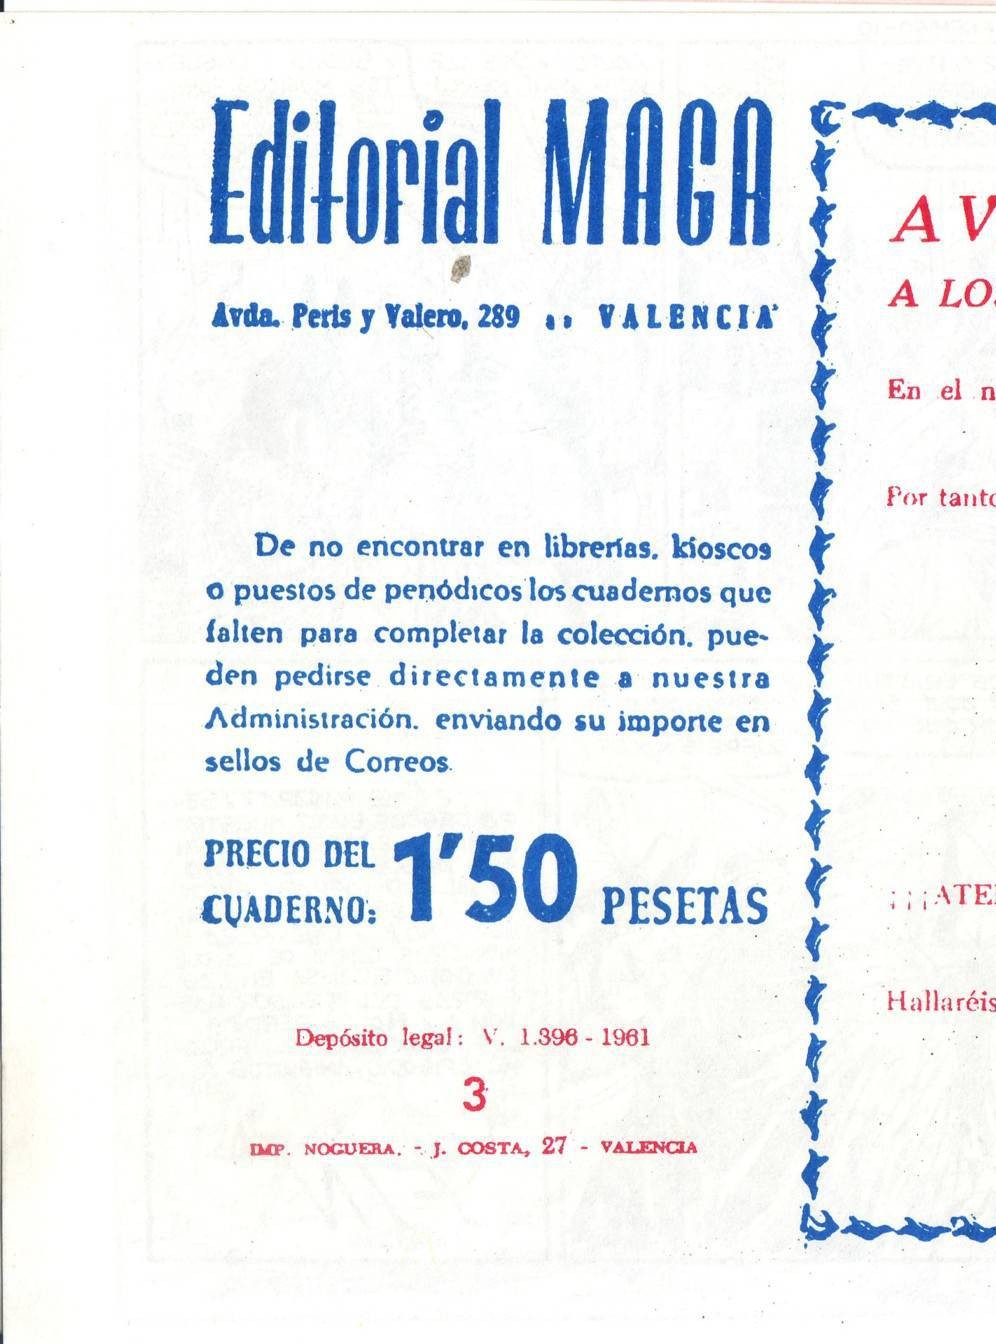 Editorial MAGA
Avda. Peris y Valero, 289 :: VALENCIA
De no encontrar en librerías, kioscos
o puestos de periódicos los cuadernos que
falten para completar la colección, pue-
den pedirse directamente a nuestra
Administración, enviando su importe en
sellos de Correos.
PRECIO DEL
CUADERNO: 1'50 PESETAS
Depósito legal: V. 1.396 - 1961
3
IMP. NOGUERA. - J. COSTA, 27 - VALENCIA
A V
A LOS
En el n
Por tanto
¡¡¡ATE
Hallaréis